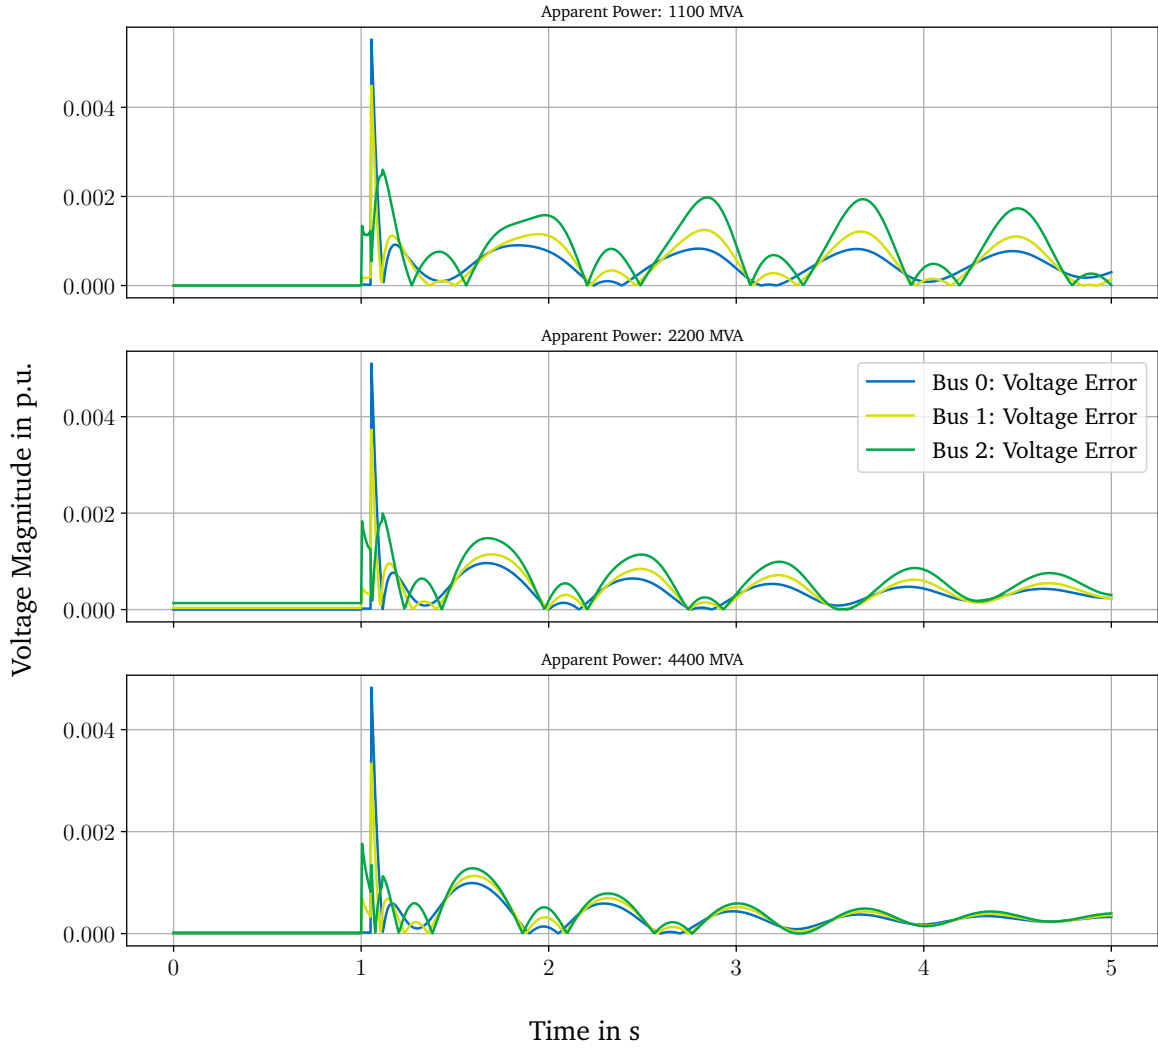 Apparent Power: 1100 MVA
0.004
0.002
0.000
Apparent Power: 2200 MVA
0.004
0.002
0.000
Bus 0: Voltage Error
Bus 1: Voltage Error
Bus 2: Voltage Error
Voltage Magnitude in p.u.
Apparent Power: 4400 MVA
0.004
0.002
0.000
0 1 2 3 4 5
Time in s